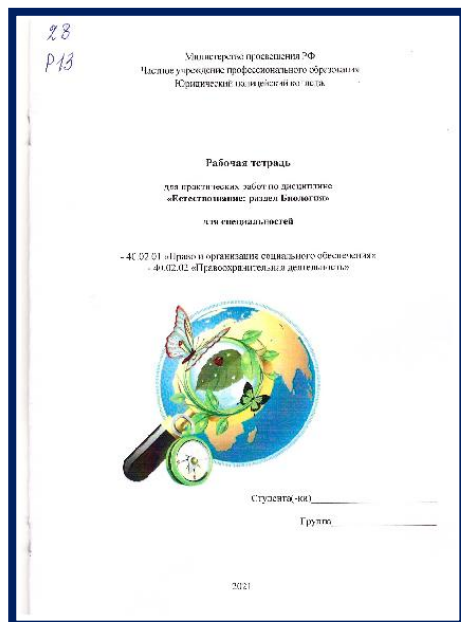 28
Р13
Министерство просвещения РФ
Частное учреждение профессионального образования
Юридический полицейский колледж
Рабочая тетрадь
для практических работ по дисциплине
«Естествознание: раздел Биология»
для специальностей
- 40.02.01 «Право и организация социального обеспечения»
- 40.02.02 «Правоохранительная деятельность»
Студента(-ки)
Группа
2021